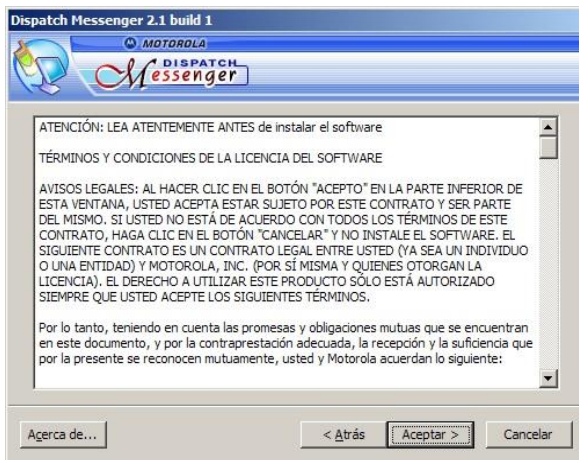 Dispatch Messenger 2.1 build 1
MOTOROLA
DISPATCH
Messenger
ATENCIÓN: LEA ATENTEMENTE ANTES de instalar el software
TÉRMINOS Y CONDICIONES DE LA LICENCIA DEL SOFTWARE
AVISOS LEGALES: AL HACER CLIC EN EL BOTÓN "ACEPTO" EN LA PARTE INFERIOR DE
ESTA VENTANA, USTED ACEPTA ESTAR SUJETO POR ESTE CONTRATO Y SER PARTE
DEL MISMO. SI USTED NO ESTÁ DE ACUERDO CON TODOS LOS TÉRMINOS DE ESTE
CONTRATO, HAGA CLIC EN EL BOTÓN "CANCELAR" Y NO INSTALE EL SOFTWARE. EL
SIGUIENTE CONTRATO ES UN CONTRATO LEGAL ENTRE USTED (YA SEA UN INDIVIDUO
O UNA ENTIDAD) Y MOTOROLA, INC. (POR SÍ MISMA Y QUIENES OTORGAN LA
LICENCIA). EL DERECHO A UTILIZAR ESTE PRODUCTO SÓLO ESTÁ AUTORIZADO
SIEMPRE QUE USTED ACEPTE LOS SIGUIENTES TÉRMINOS.
Por lo tanto, teniendo en cuenta las promesas y obligaciones mutuas que se encuentran
en este documento, y por la contraprestación adecuada, la recepción y la suficiencia que
por la presente se reconocen mutuamente, usted y Motorola acuerdan lo siguiente:
Acerca de... < Atrás Aceptar > Cancelar